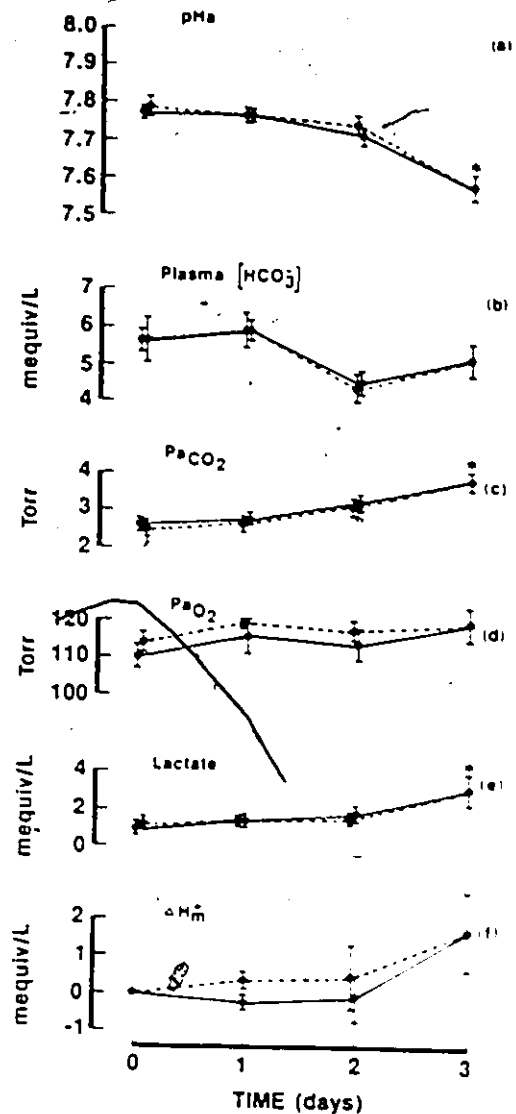 pHa
(a)
8.0
7.9
7.8
7.7
7.6
7.5
*
Plasma [HCO₃⁻]
(b)
mequiv/L
7
6
5
4
PaCO₂
(c)
Torr
4
3
2
*
PaO₂
(d)
Torr
120
110
100
Lactate
(e)
mequiv/L
4
2
0
*
ΔH⁺m
(f)
mequiv/L
2
1
0
-1
0 1 2 3
TIME (days)